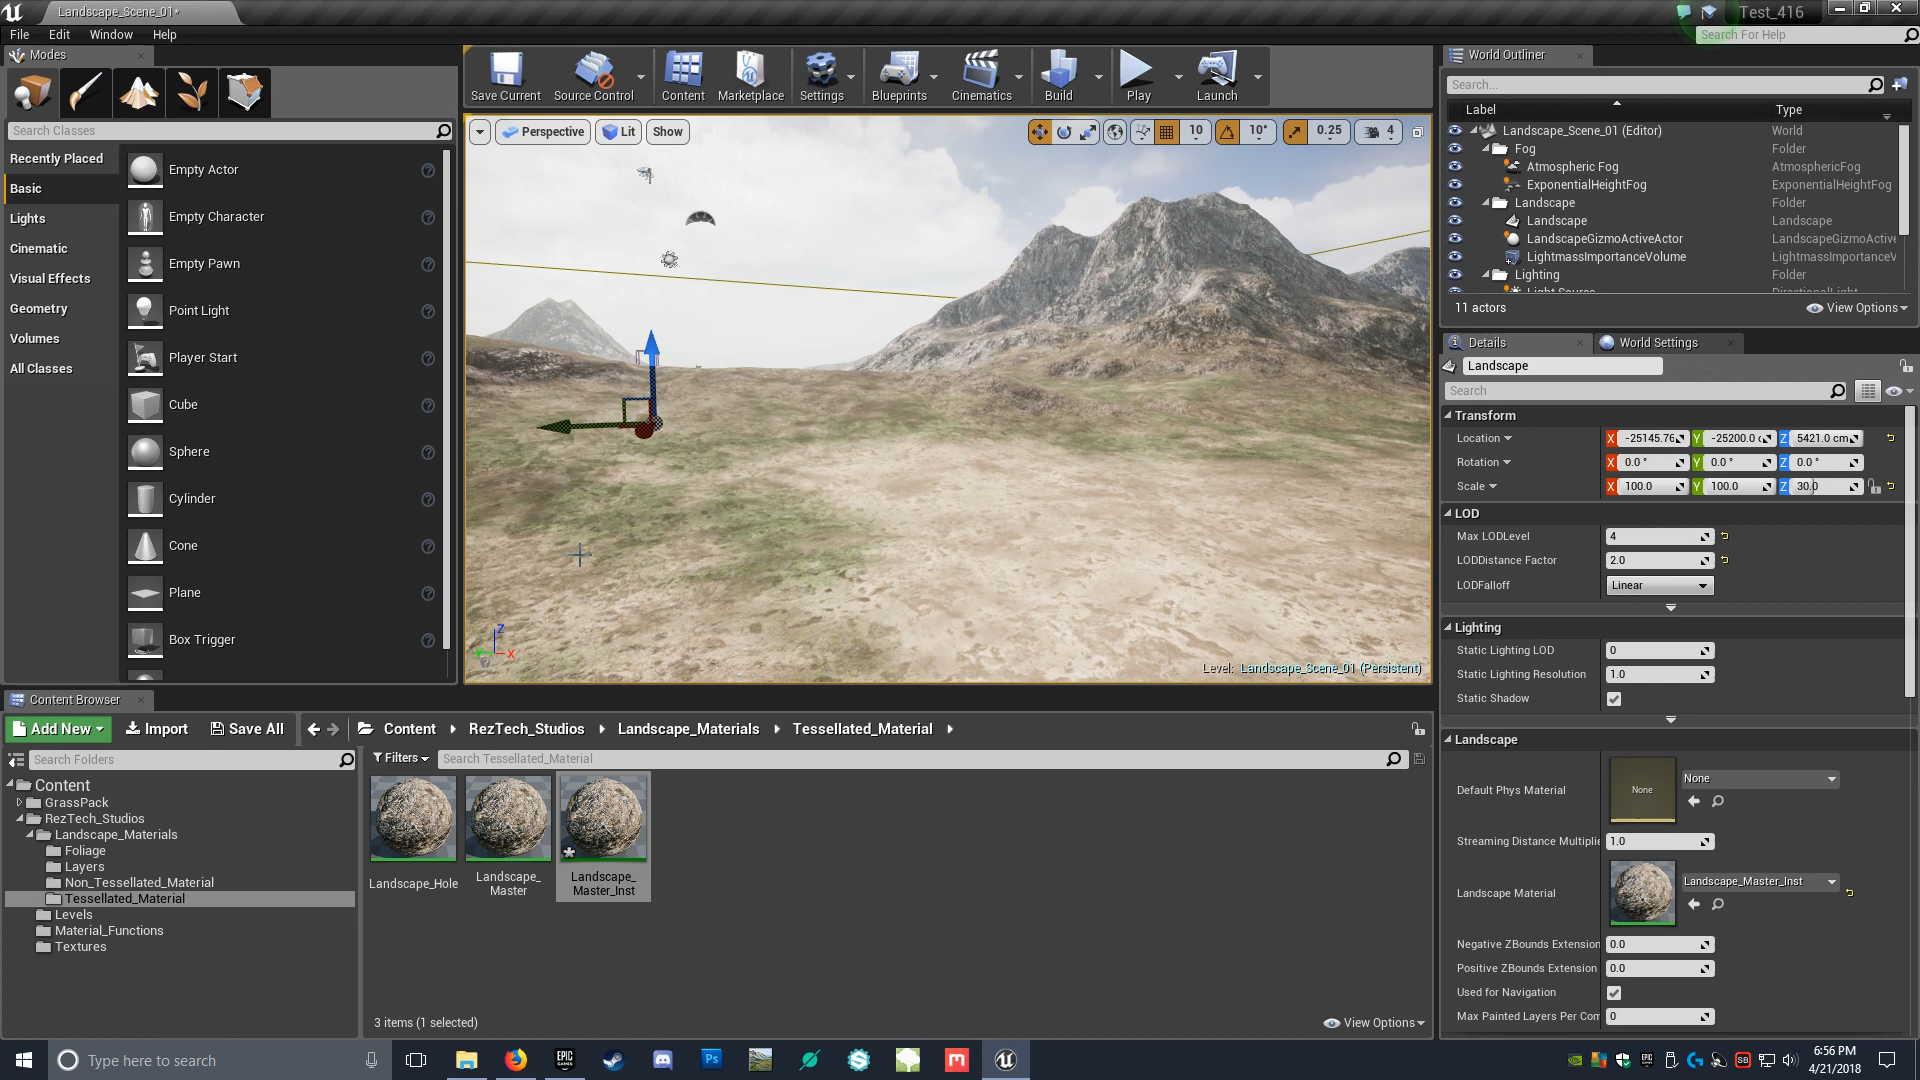 Landscape_Scene_01*
Test_416
File Edit Window Help
Search For Help
Modes
Search Classes
Recently Placed
Basic
Lights
Cinematic
Visual Effects
Geometry
Volumes
All Classes
Empty Actor
Empty Character
Empty Pawn
Point Light
Player Start
Cube
Sphere
Cylinder
Cone
Plane
Box Trigger
Save Current
Source Control
Content
Marketplace
Settings
Blueprints
Cinematics
Build
Play
Launch
Perspective
Lit
Show
10
10°
0.25
4
Z
X
Level: Landscape_Scene_01 (Persistent)
World Outliner
Search...
Label Type
Landscape_Scene_01 (Editor) World
Fog Folder
Atmospheric Fog AtmosphericFog
ExponentialHeightFog ExponentialHeightFog
Landscape Folder
Landscape Landscape
LandscapeGizmoActiveActor LandscapeGizmoActive
LightmassImportanceVolume LightmassImportanceV
Lighting Folder
Light Source DirectionalLight
11 actors
View Options
Details
World Settings
Landscape
Search
Transform
Location X -25145.76 Y -25200.0 c Z 5421.0 cm
Rotation X 0.0 ° Y 0.0 ° Z 0.0 °
Scale X 100.0 Y 100.0 Z 30.0
LOD
Max LODLevel 4
LODDistance Factor 2.0
LODFalloff Linear
Lighting
Static Lighting LOD 0
Static Lighting Resolution 1.0
Static Shadow
Landscape
Default Phys Material None None
Streaming Distance Multiplie 1.0
Landscape Material Landscape_Master_Inst
Negative ZBounds Extension 0.0
Positive ZBounds Extension 0.0
Used for Navigation
Max Painted Layers Per Com 0
Content Browser
Add New
Import
Save All
Content RezTech_Studios Landscape_Materials Tessellated_Material
Search Folders
Filters
Search Tessellated_Material
Content
GrassPack
RezTech_Studios
Landscape_Materials
Foliage
Layers
Non_Tessellated_Material
Tessellated_Material
Levels
Material_Functions
Textures
Landscape_Hole
Landscape_
Master
Landscape_
Master_Inst
3 items (1 selected)
View Options
Type here to search
EPIC
GAMES
Ps
SB
6:56 PM
4/21/2018